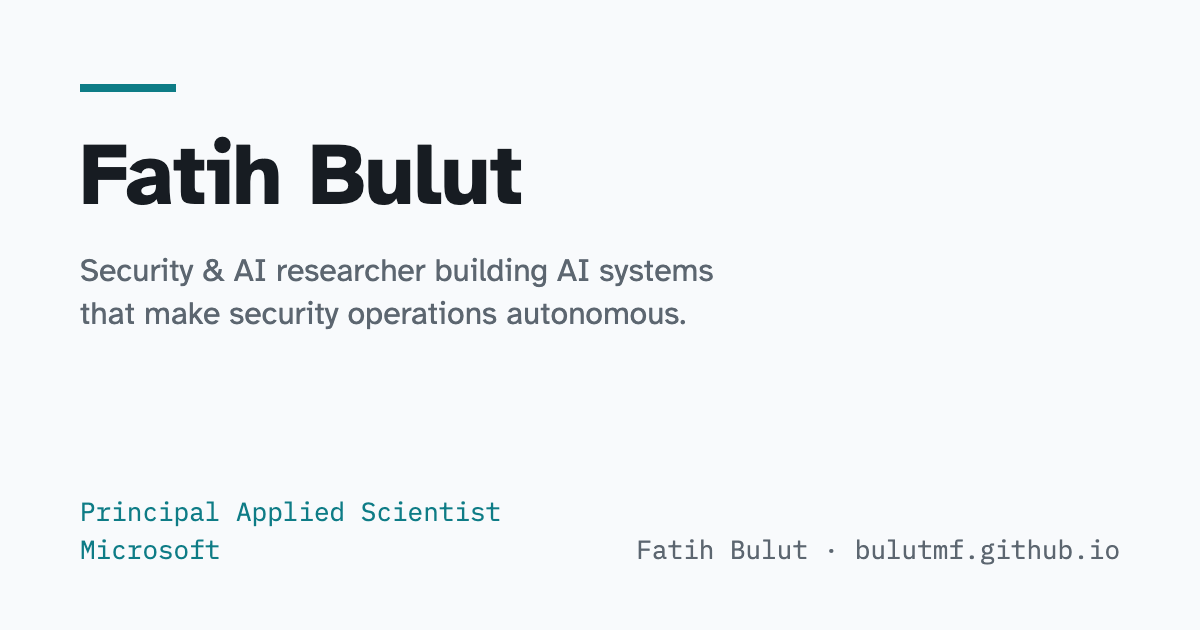 Fatih Bulut
Security & AI researcher building AI systems
that make security operations autonomous.
Principal Applied Scientist
Microsoft
Fatih Bulut · bulutmf.github.io